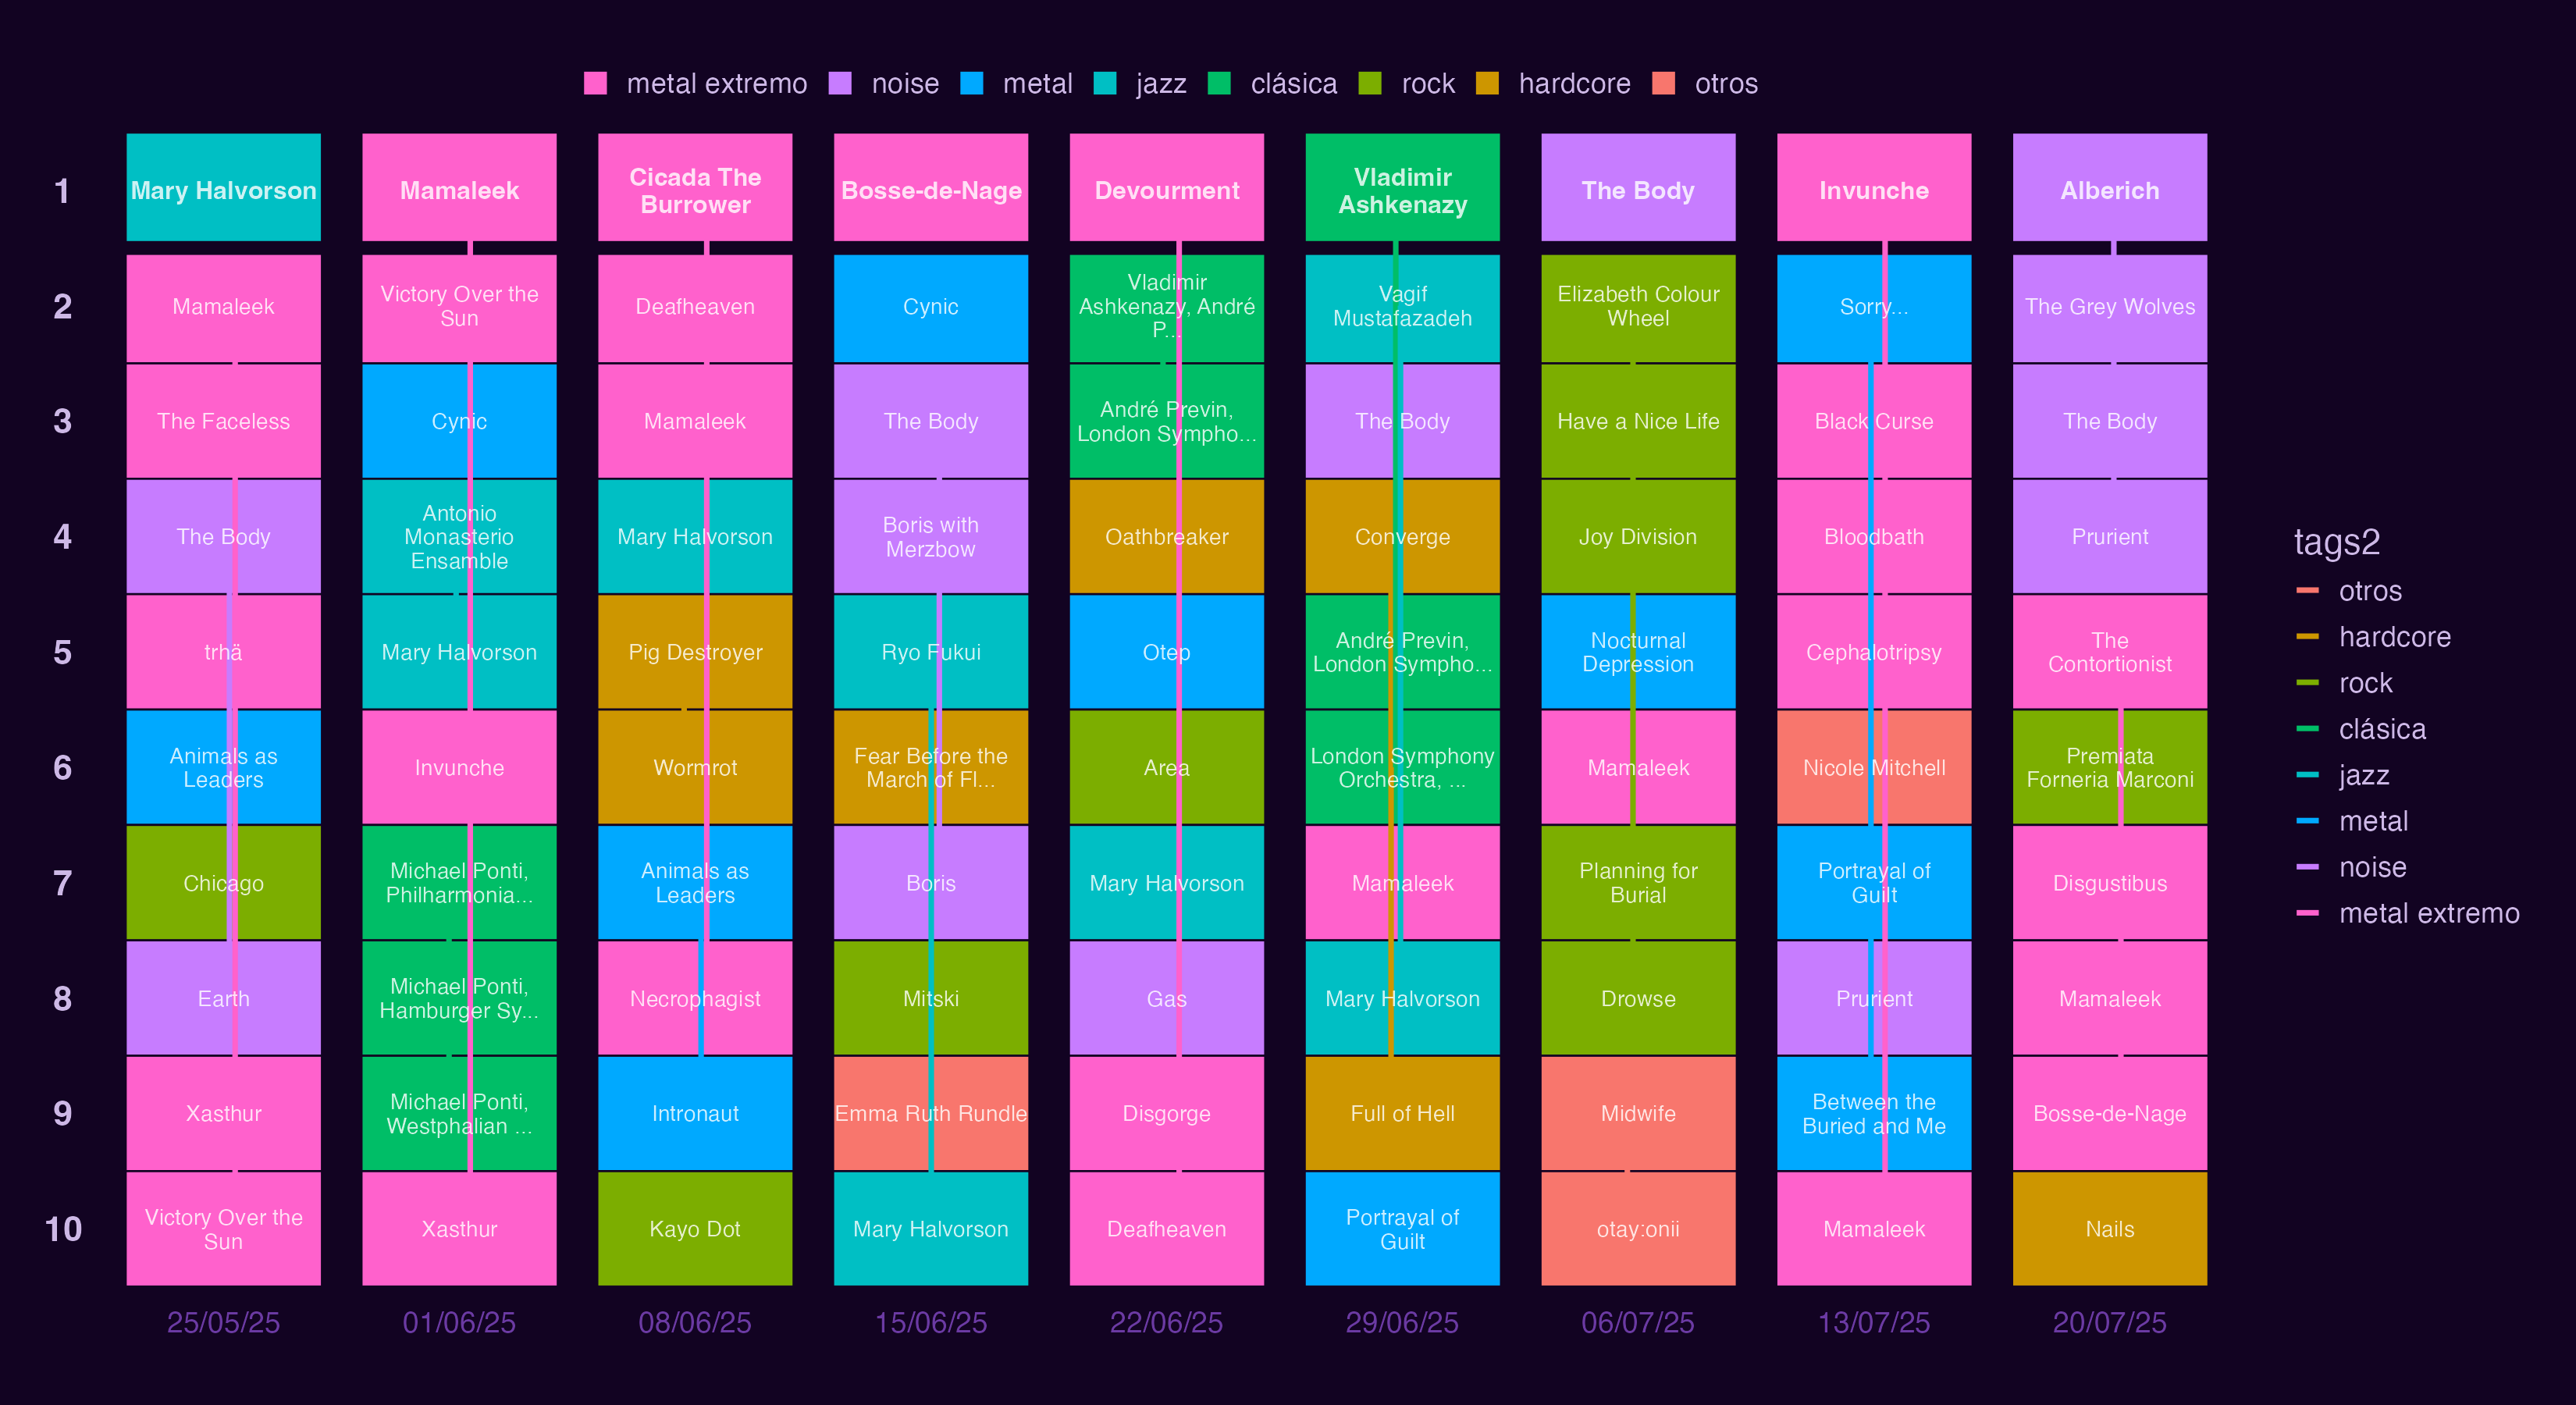 metal extremo noise metal jazz clásica rock hardcore otros
1
Mary Halvorson
Mamaleek
Cicada The
Burrower
Bosse-de-Nage
Devourment
Vladimir
Ashkenazy
The Body
Invunche
Alberich
2
Mamaleek
Victory Over the
Sun
Deafheaven
Cynic
Vladimir
Ashkenazy, André
P...
Vagif
Mustafazadeh
Elizabeth Colour
Wheel
Sorry...
The Grey Wolves
3
The Faceless
Cynic
Mamaleek
The Body
André Previn,
London Sympho...
The Body
Have a Nice Life
Black Curse
The Body
4
The Body
Antonio
Monasterio
Ensamble
Mary Halvorson
Boris with
Merzbow
Oathbreaker
Converge
Joy Division
Bloodbath
Prurient
5
trhä
Mary Halvorson
Pig Destroyer
Ryo Fukui
Otep
André Previn,
London Sympho...
Nocturnal
Depression
Cephalotripsy
The
Contortionist
6
Animals as
Leaders
Invunche
Wormrot
Fear Before the
March of Fl...
Area
London Symphony
Orchestra, ...
Mamaleek
Nicole Mitchell
Premiata
Forneria Marconi
7
Chicago
Michael Ponti,
Philharmonia...
Animals as
Leaders
Boris
Mary Halvorson
Mamaleek
Planning for
Burial
Portrayal of
Guilt
Disgustibus
8
Earth
Michael Ponti,
Hamburger Sy...
Necrophagist
Mitski
Gas
Mary Halvorson
Drowse
Prurient
Mamaleek
9
Xasthur
Michael Ponti,
Westphalian ...
Intronaut
Emma Ruth Rundle
Disgorge
Full of Hell
Midwife
Between the
Buried and Me
Bosse-de-Nage
10
Victory Over the
Sun
Xasthur
Kayo Dot
Mary Halvorson
Deafheaven
Portrayal of
Guilt
otay:onii
Mamaleek
Nails
25/05/25 01/06/25 08/06/25 15/06/25 22/06/25 29/06/25 06/07/25 13/07/25 20/07/25
tags2
otros
hardcore
rock
clásica
jazz
metal
noise
metal extremo